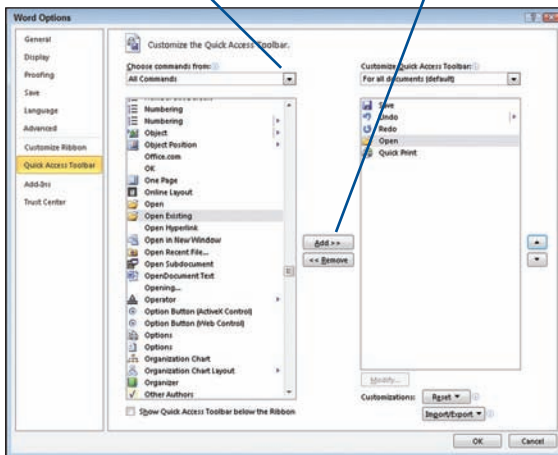 Word Options
General
Display
Proofing
Save
Language
Advanced
Customize Ribbon
Quick Access Toolbar
Add-Ins
Trust Center
Customize the Quick Access Toolbar.
Choose commands from:
All Commands
Numbering
Numbering
Object
Object Position
Office.com
OK
One Page
Online Layout
Open
Open Existing
Open Hyperlink
Open in New Window
Open Recent File...
Open Subdocument
OpenDocument Text
Opening...
Operator
Option Button (ActiveX Control)
Option Button (Web Control)
Options
Options
Organization Chart
Organization Chart Layout
Organizer
Other Authors
Show Quick Access Toolbar below the Ribbon
Add >>
<< Remove
Customize Quick Access Toolbar:
For all documents (default)
Save
Undo
Redo
Open
Quick Print
Modify...
Customizations:
Reset
Import/Export
OK
Cancel